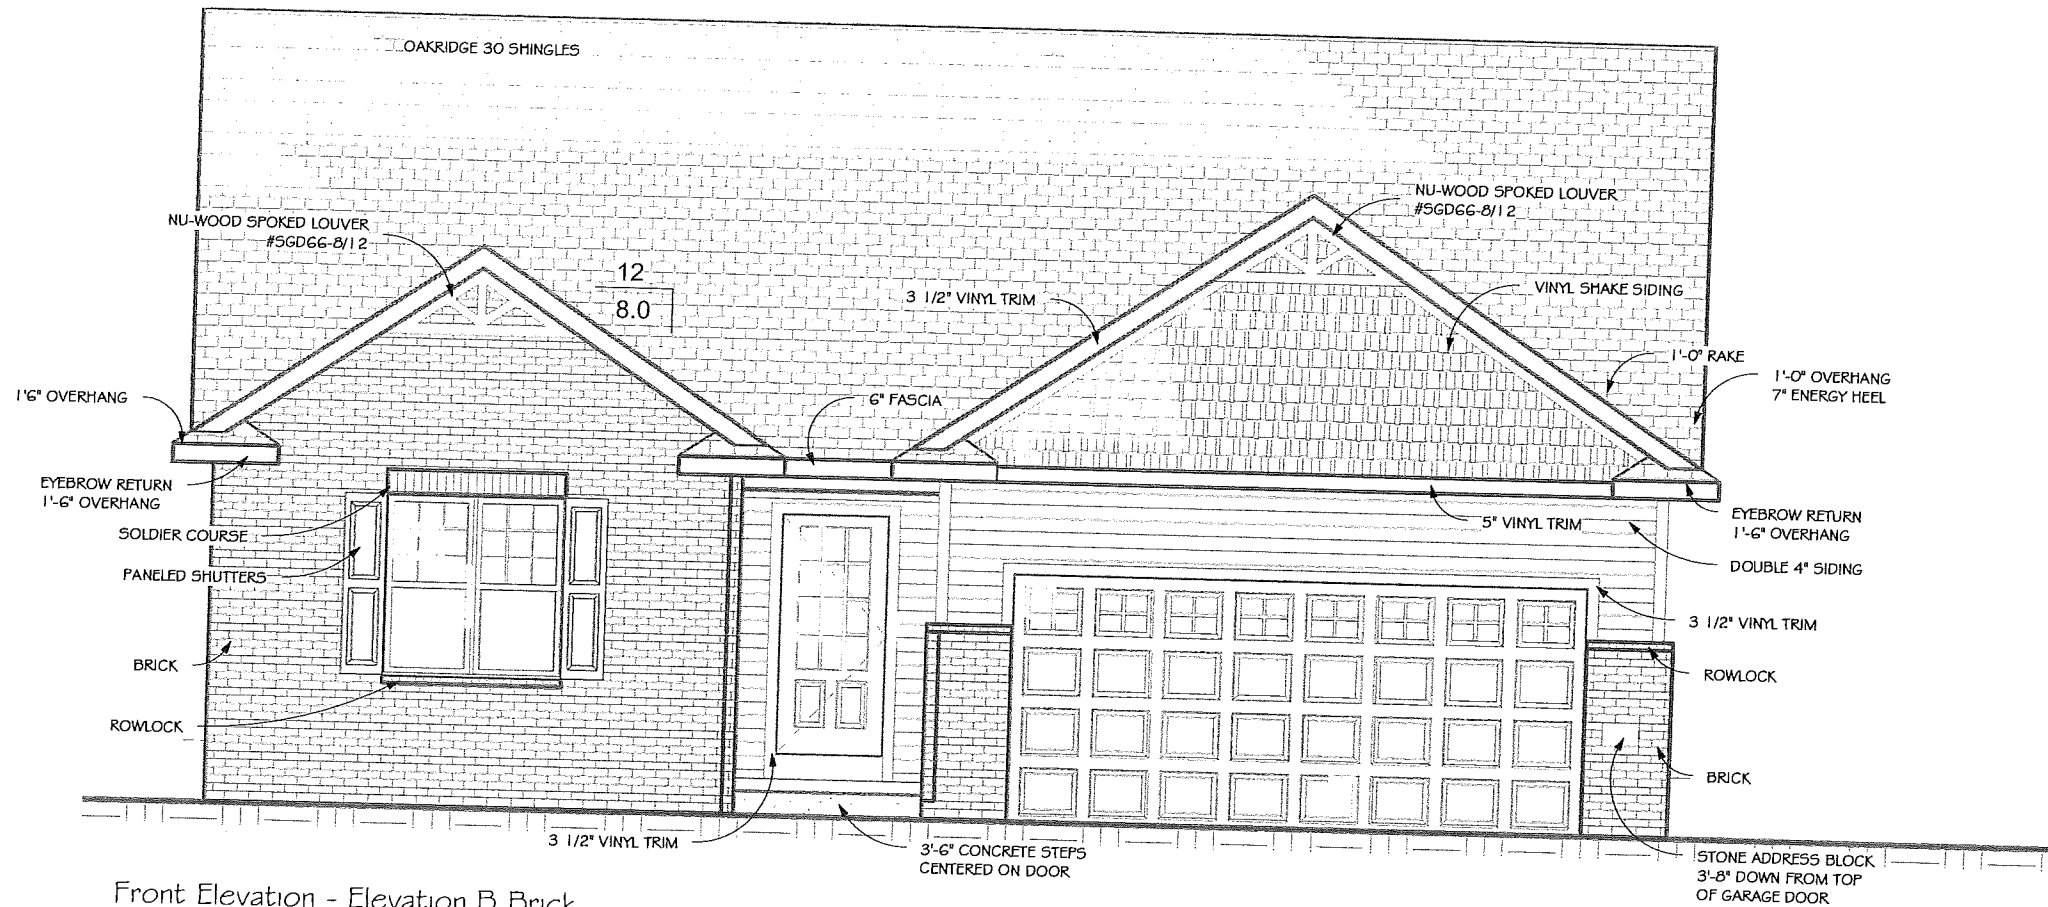 OAKRIDGE 30 SHINGLES
NU-WOOD SPOKED LOUVER
#SGD66-8/12
NU-WOOD SPOKED LOUVER
#SGD66-8/12
12
8.0
3 1/2" VINYL TRIM
VINYL SHAKE SIDING
1'-0" RAKE
1'-0" OVERHANG
7" ENERGY HEEL
1'6" OVERHANG
6" FASCIA
EYEBROW RETURN
1'-6" OVERHANG
SOLDIER COURSE
PANELED SHUTTERS
BRICK
ROWLOCK
5" VINYL TRIM
EYEBROW RETURN
1'-6" OVERHANG
DOUBLE 4" SIDING
3 1/2" VINYL TRIM
ROWLOCK
BRICK
3 1/2" VINYL TRIM
3'-6" CONCRETE STEPS
CENTERED ON DOOR
STONE ADDRESS BLOCK
3'-8" DOWN FROM TOP
OF GARAGE DOOR
Front Elevation - Elevation B Brick